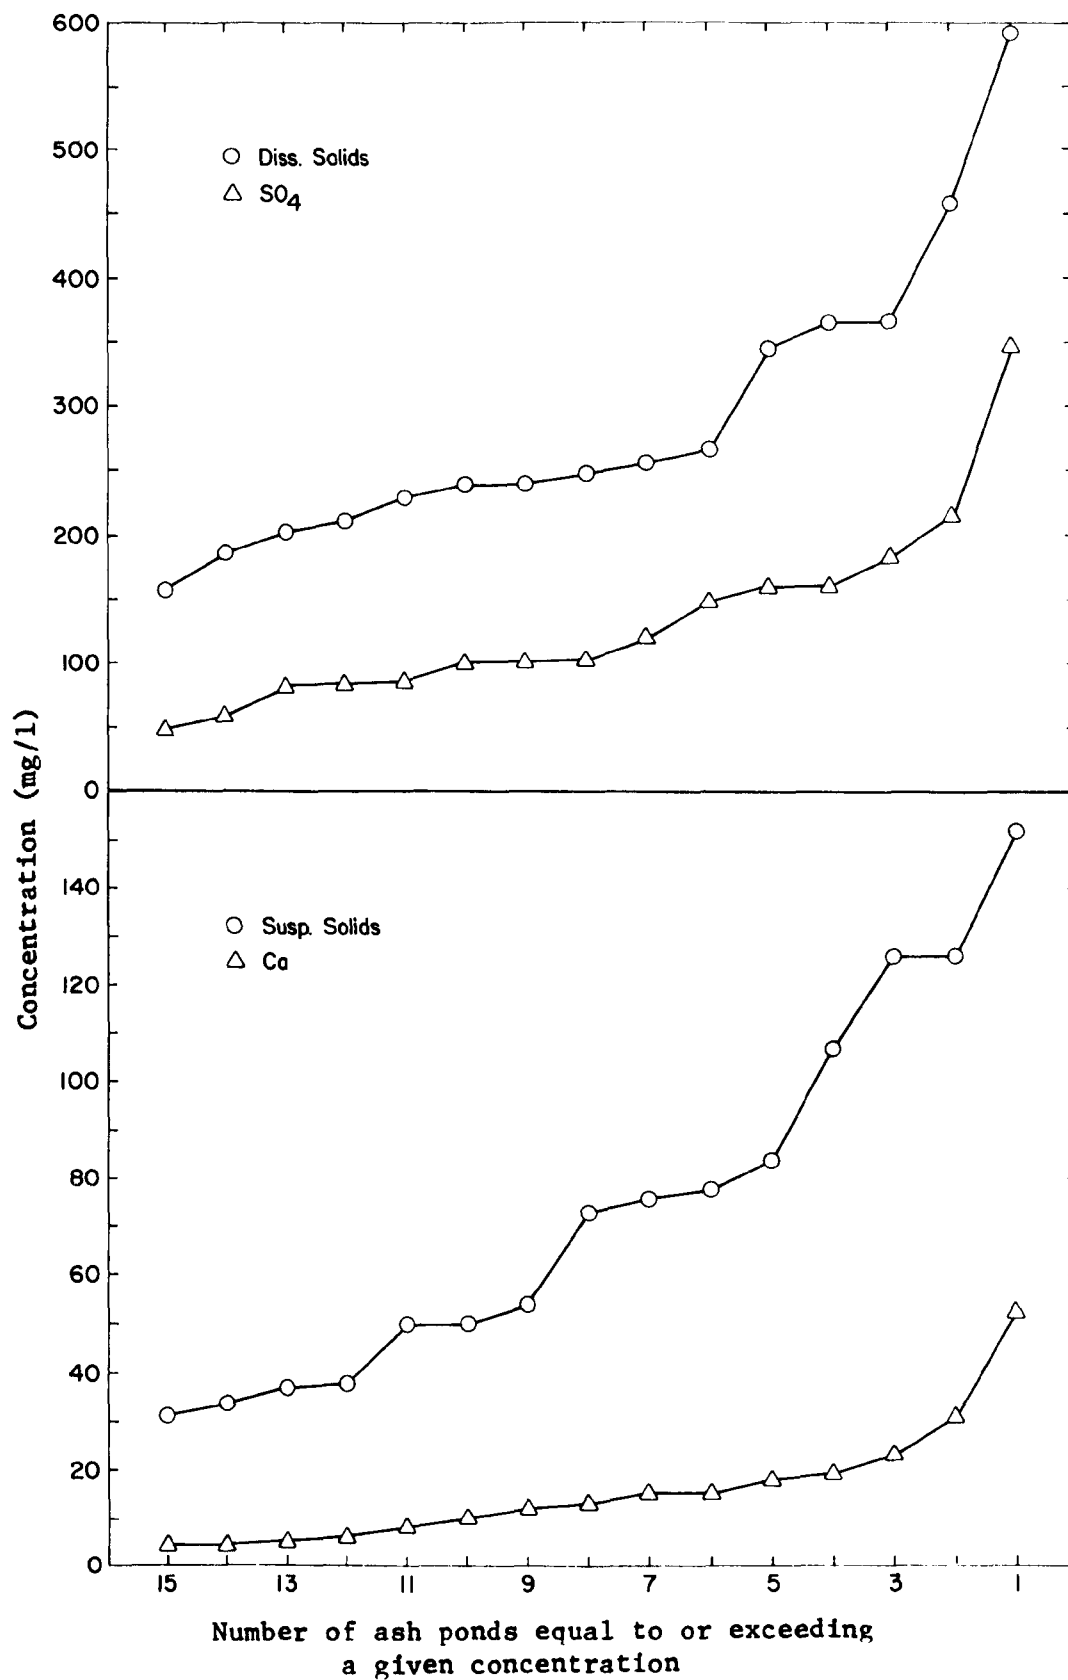 600
500
400
300
200
100
0
○ Diss. Solids
△ SO4
Concentration (mg/l)
140
120
100
80
60
40
20
0
○ Susp. Solids
△ Ca
15 13 11 9 7 5 3 1
Number of ash ponds equal to or exceeding
a given concentration